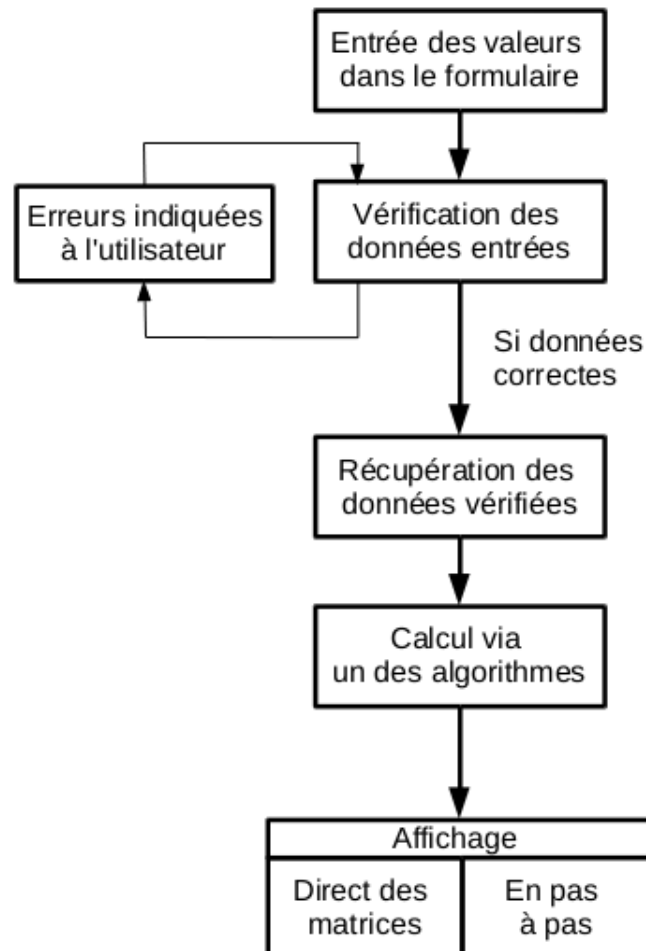 Entrée des valeurs
dans le formulaire
Erreurs indiquées
à l'utilisateur
Vérification des
données entrées
Si données
correctes
Récupération des
données vérifiées
Calcul via
un des algorithmes
Affichage
Direct des
matrices
En pas
à pas